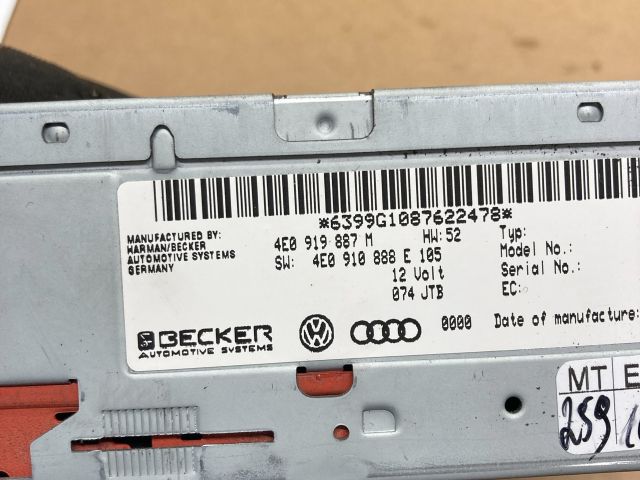 *6399G1087622478*
MANUFACTURED BY:
HARMAN/BECKER
AUTOMOTIVE SYSTEMS
GERMANY
4E0 919 887 M HW:52
SW: 4E0 910 888 E 105
12 Volt
074 JTB
Typ:
Model No.:
Serial No.:
EC:
BECKER
AUTOMOTIVE SYSTEMS
0000 Date of manufacture:
MT E
259